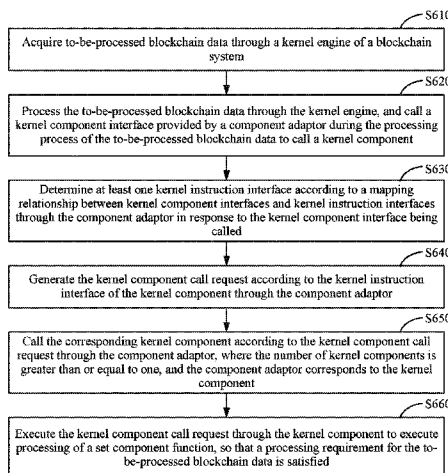 S610
Acquire to-be-processed blockchain data through a kernel engine of a blockchain
system
S620
Process the to-be-processed blockchain data through the kernel engine, and call a
kernel component interface provided by a component adaptor during the processing
process of the to-be-processed blockchain data to call a kernel component
S630
Determine at least one kernel instruction interface according to a mapping
relationship between kernel component interfaces and kernel instruction interfaces
through the component adaptor in response to the kernel component interface being
called
S640
Generate the kernel component call request according to the kernel instruction
interface of the kernel component through the component adaptor
S650
Call the corresponding kernel component according to the kernel component call
request through the component adaptor, where the number of kernel components is
greater than or equal to one, and the component adaptor corresponds to the kernel
component
S660
Execute the kernel component call request through the kernel component to execute
processing of a set component function, so that a processing requirement for the to-
be-processed blockchain data is satisfied